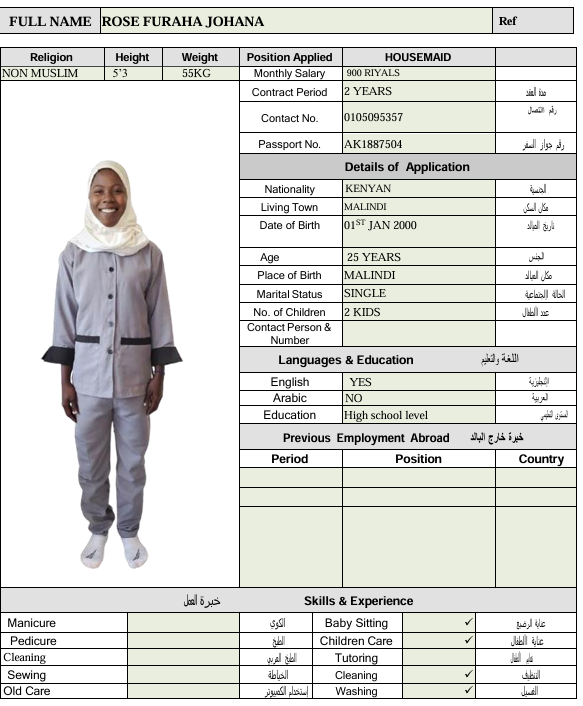 FULL NAME ROSE FURAHA JOHANA Ref
Religion Height Weight Position Applied HOUSEMAID
NON MUSLIM 5'3 55KG Monthly Salary 900 RIYALS
Contract Period 2 YEARS مدة العقد
Contact No. 0105095357 رقم الاتصال
Passport No. AK1887504 رقم جواز السفر
Details of Application
Nationality KENYAN الجنسية
Living Town MALINDI مكان السكن
Date of Birth 01ST JAN 2000 تاريخ الميلاد
Age 25 YEARS الجنس
Place of Birth MALINDI مكان الميلاد
Marital Status SINGLE الحالة الاجتماعية
No. of Children 2 KIDS عدد الأطفال
Contact Person &
Number
Languages & Education اللغة والتعليم
English YES الإنجليزية
Arabic NO العربية
Education High school level المستوى التعليمي
Previous Employment Abroad خبرة خارج البلاد
Period Position Country
خبرة العمل Skills & Experience
Manicure الكوي Baby Sitting ✓ عناية الرضيع
Pedicure الطبخ Children Care ✓ عناية الأطفال
Cleaning الطبخ العربي Tutoring تعليم أطفال
Sewing الخياطة Cleaning ✓ التنظيف
Old Care إستخدام الكمبيوتر Washing ✓ الغسيل